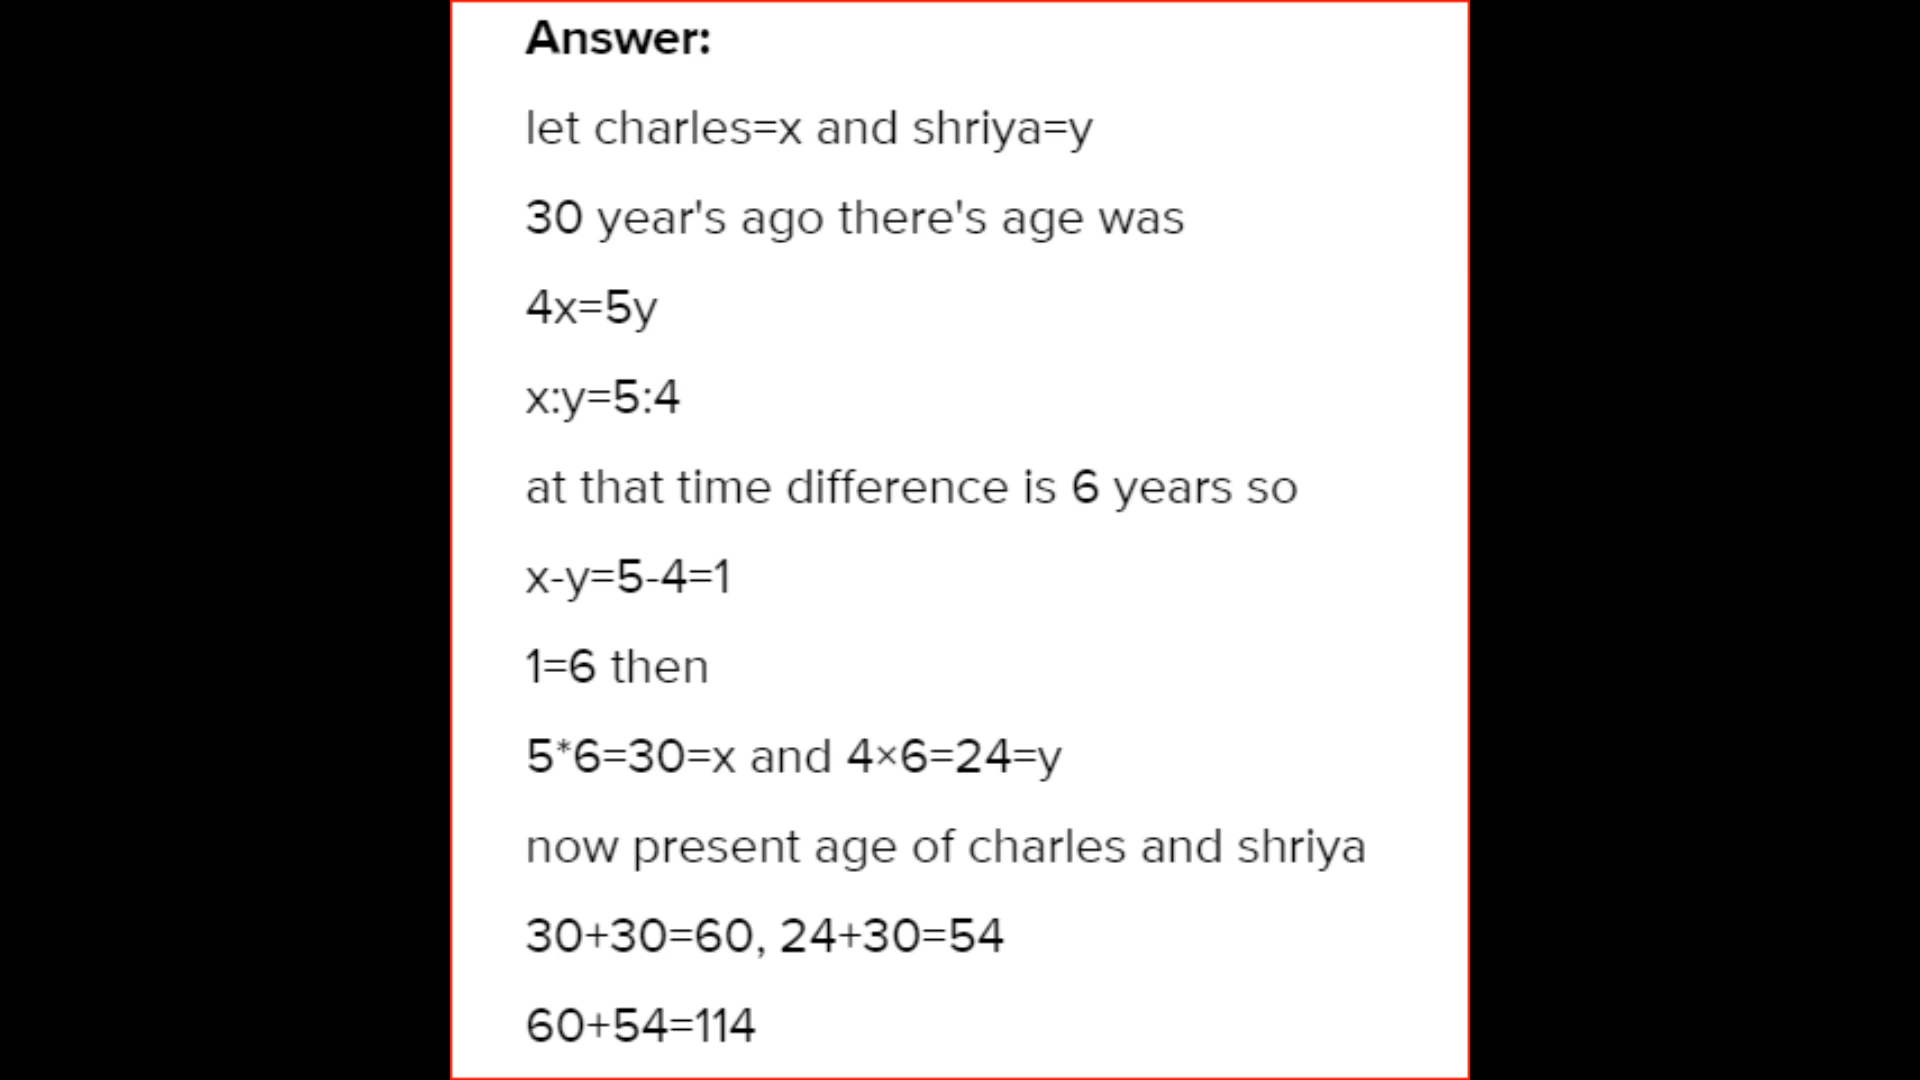 Answer:
let charles=x and shriya=y
30 year's ago there's age was
4x=5y
x:y=5:4
at that time difference is 6 years so
x-y=5-4=1
1=6 then
5*6=30=x and 4×6=24=y
now present age of charles and shriya
30+30=60, 24+30=54
60+54=114